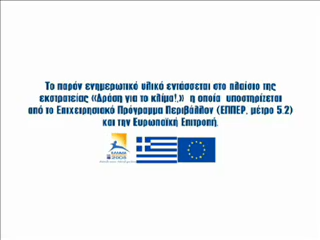 Το παρόν ενημερωτικό υλικό εντάσσεται στο πλαίσιο της
εκστρατείας «Δράση για το κλίμα!,» η οποία υποστηρίζεται
από το Επιχειρησιακό Πρόγραμμα Περιβάλλον (ΕΠΠΕΡ, μέτρο 5.2)
και την Ευρωπαϊκή Επιτροπή.